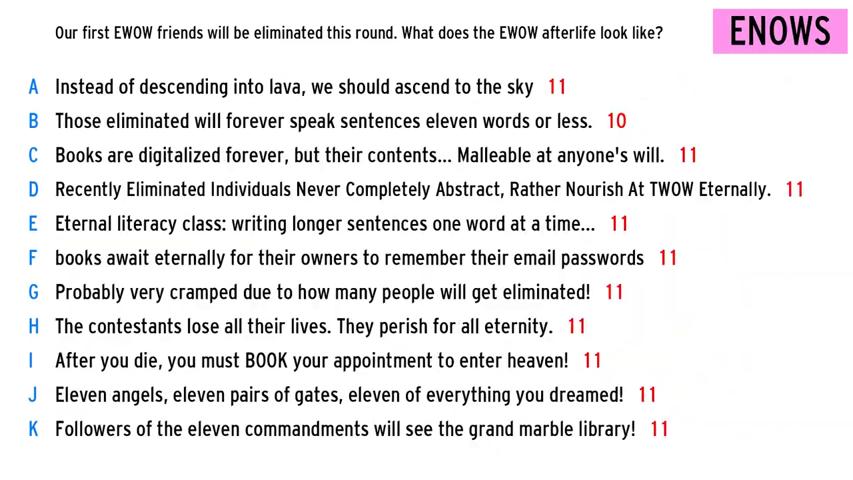 Our first EWOW friends will be eliminated this round. What does the EWOW afterlife look like?
ENOWS
A Instead of descending into lava, we should ascend to the sky 11
B Those eliminated will forever speak sentences eleven words or less. 10
C Books are digitalized forever, but their contents... Malleable at anyone's will. 11
D Recently Eliminated Individuals Never Completely Abstract, Rather Nourish At TWOW Eternally. 11
E Eternal literacy class: writing longer sentences one word at a time... 11
F books await eternally for their owners to remember their email passwords 11
G Probably very cramped due to how many people will get eliminated! 11
H The contestants lose all their lives. They perish for all eternity. 11
I After you die, you must BOOK your appointment to enter heaven! 11
J Eleven angels, eleven pairs of gates, eleven of everything you dreamed! 11
K Followers of the eleven commandments will see the grand marble library! 11